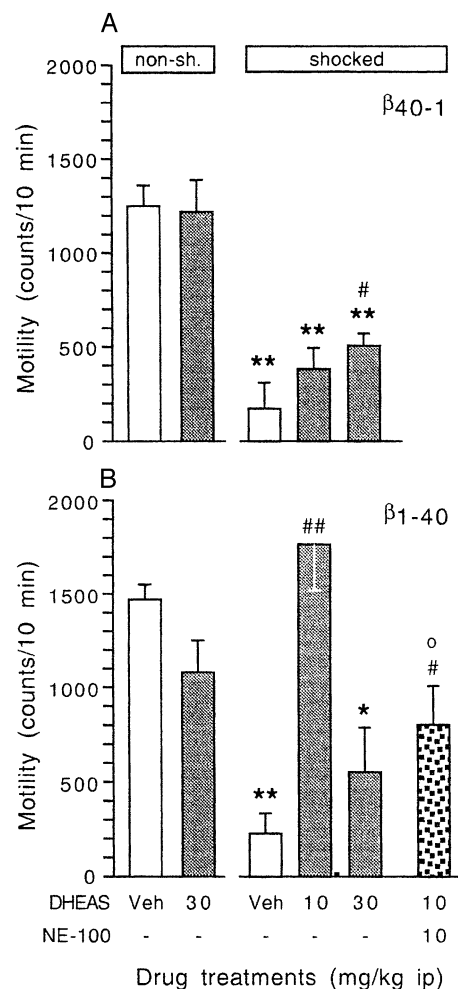 A
non-sh. shocked
2000
β40-1
1500
1000
#
** ** **
500
0
Motility (counts/10 min)
B
2000
β1-40
##
1500
o
#
1000
*
500
**
0
Motility (counts/10 min)
DHEAS Veh 30 Veh 10 30 10
NE-100 - - - - - 10
Drug treatments (mg/kg ip)